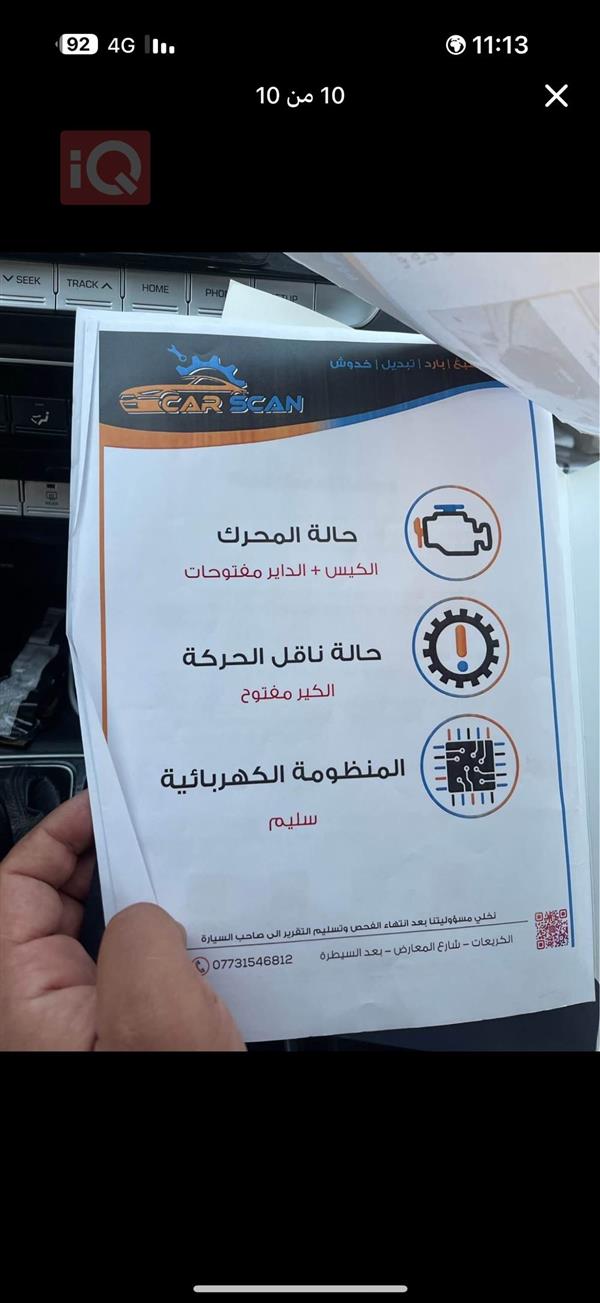 92 4G 11:13
10 من 10
iQ
SEEK TRACK HOME
بارد | تبديل | خدوش
CAR SCAN
حالة المحرك
الكيس + الداير مفتوحات
حالة ناقل الحركة
الكير مفتوح
المنظومة الكهربائية
سليم
نخلي مسؤوليتنا بعد انتهاء الفحص وتسليم التقرير الى صاحب السيارة
الكريعات - شارع المعارض - بعد السيطرة
07731546812